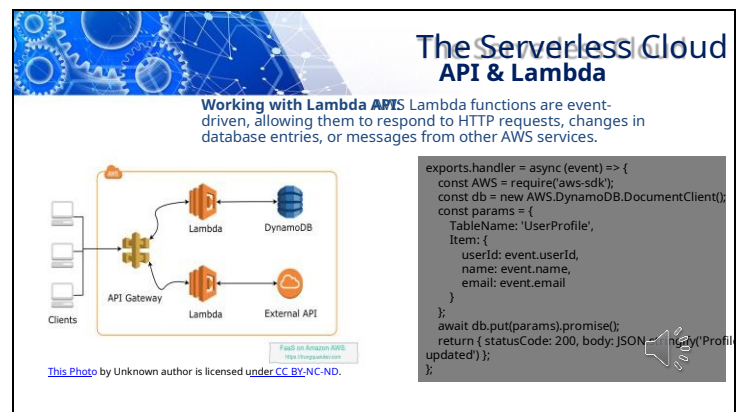 The Serverless Cloud
API & Lambda
Working with Lambda API: AWS Lambda functions are event-
driven, allowing them to respond to HTTP requests, changes in
database entries, or messages from other AWS services.
AWS
Lambda
DynamoDB
API Gateway
Lambda
External API
Clients
FaaS on Amazon AWS.
This Photo by Unknown author is licensed under CC BY-NC-ND.
exports.handler = async (event) => {
const AWS = require('aws-sdk');
const db = new AWS.DynamoDB.DocumentClient();
const params = {
TableName: 'UserProfile',
Item: {
userId: event.userId,
name: event.name,
email: event.email
}
};
await db.put(params).promise();
return { statusCode: 200, body: JSON.stringify('Profile
updated') };
};